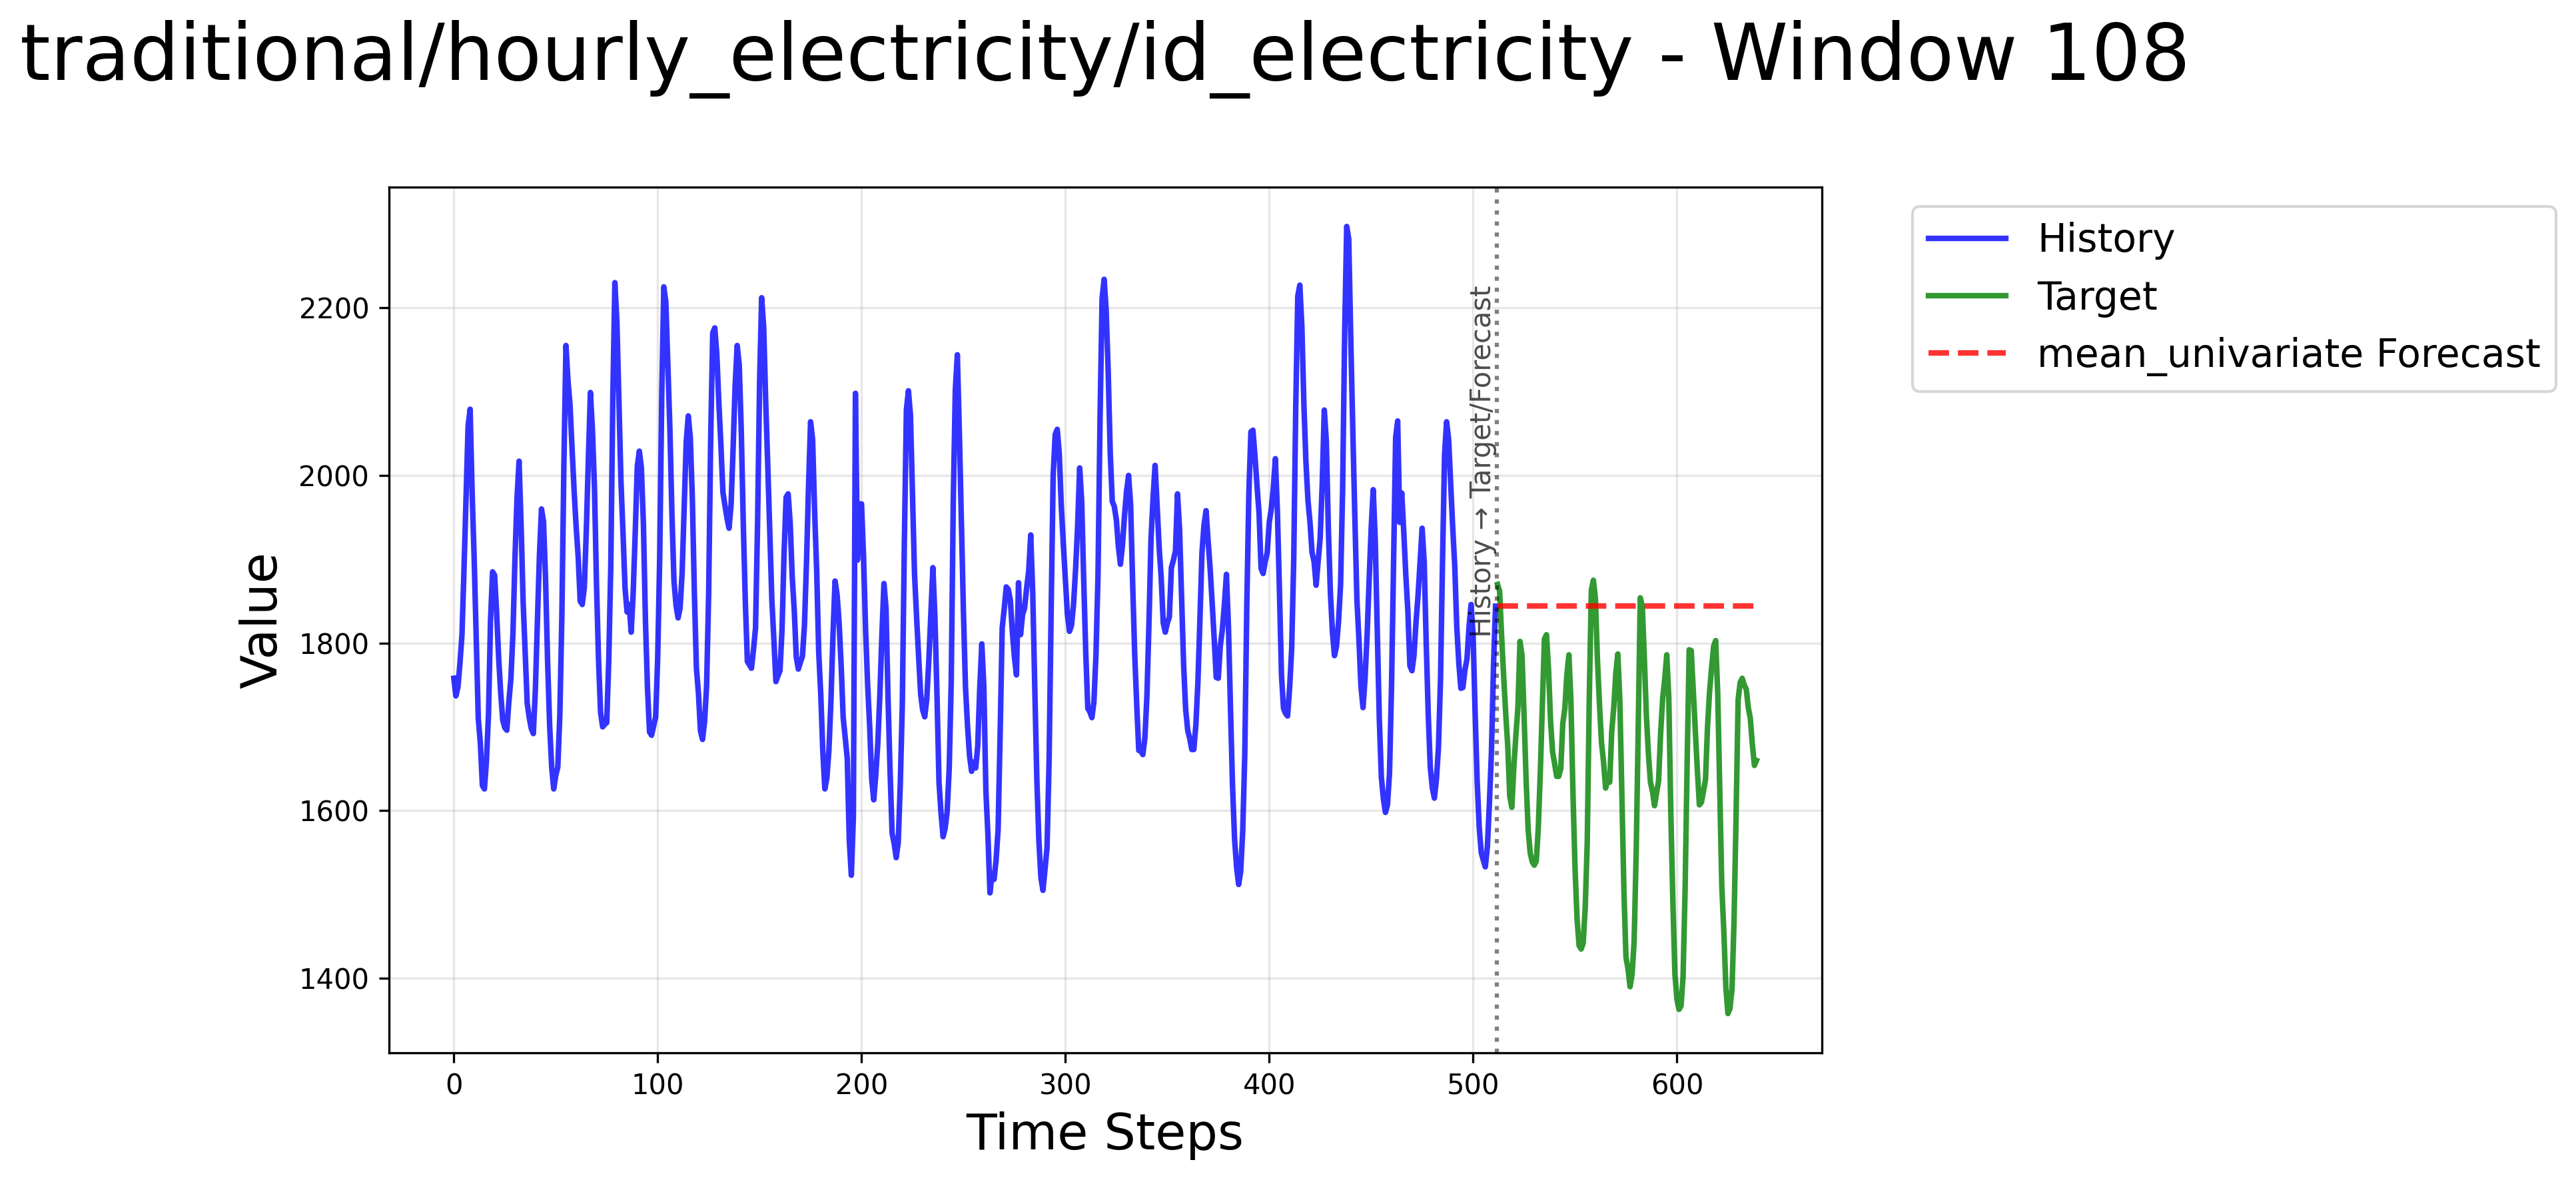 traditional/hourly_electricity/id_electricity - Window 108
History
Target
mean_univariate Forecast
History → Target/Forecast
Value
2200
2000
1800
1600
1400
0
100
200
300
400
500
600
Time Steps